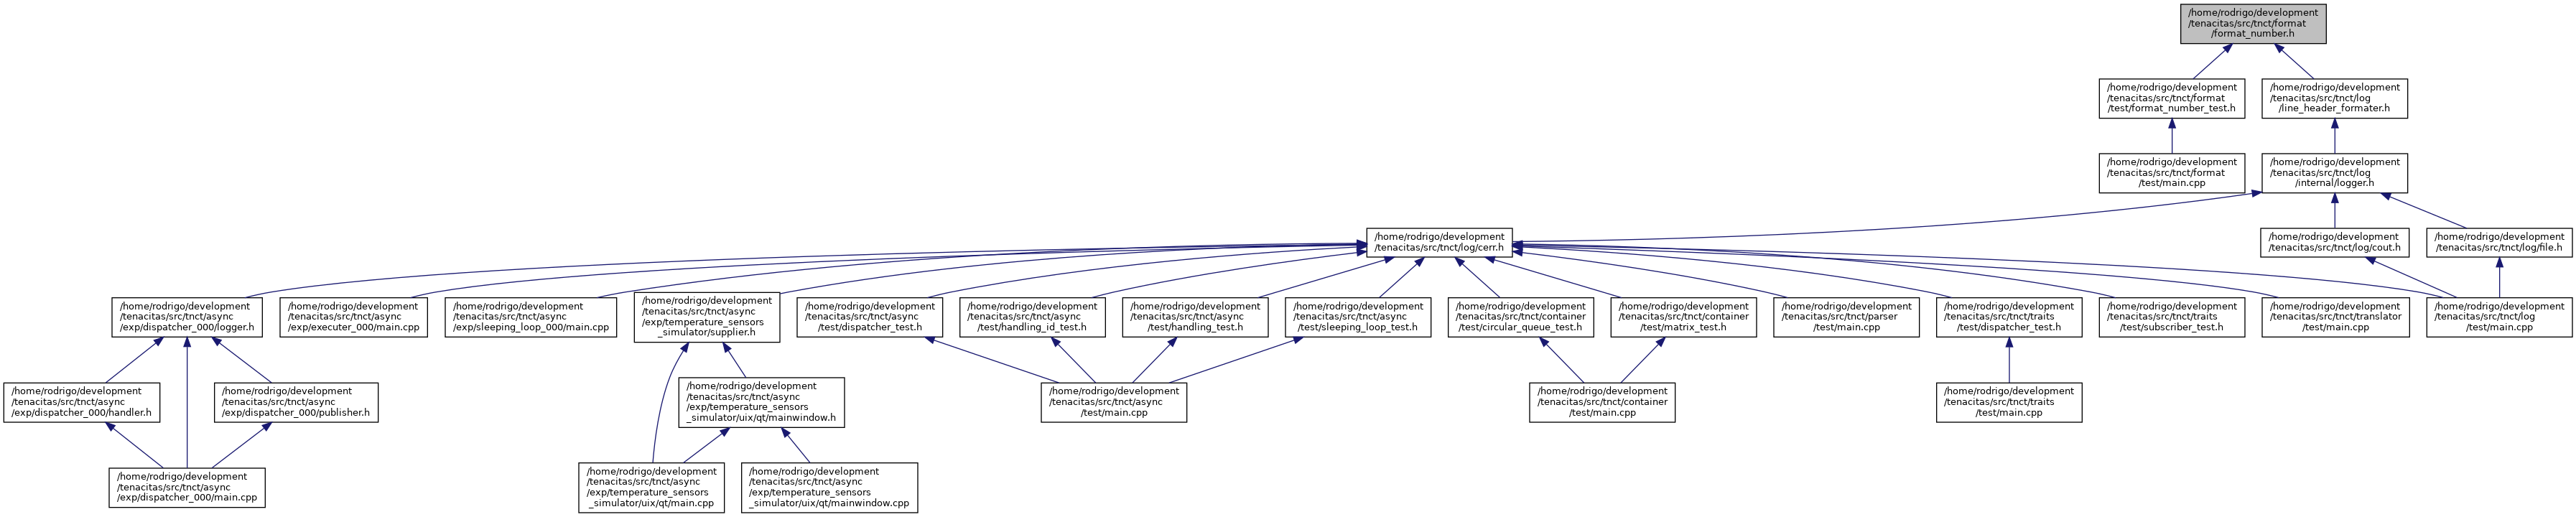 /home/rodrigo/development
/tenacitas/src/tnct/format
/format_number.h
/home/rodrigo/development
/tenacitas/src/tnct/format
/test/format_number_test.h
/home/rodrigo/development
/tenacitas/src/tnct/log
/line_header_formater.h
/home/rodrigo/development
/tenacitas/src/tnct/format
/test/main.cpp
/home/rodrigo/development
/tenacitas/src/tnct/log
/internal/logger.h
/home/rodrigo/development
/tenacitas/src/tnct/log/cerr.h
/home/rodrigo/development
/tenacitas/src/tnct/log/cout.h
/home/rodrigo/development
/tenacitas/src/tnct/log/file.h
/home/rodrigo/development
/tenacitas/src/tnct/async
/exp/dispatcher_000/logger.h
/home/rodrigo/development
/tenacitas/src/tnct/async
/exp/executer_000/main.cpp
/home/rodrigo/development
/tenacitas/src/tnct/async
/exp/sleeping_loop_000/main.cpp
/home/rodrigo/development
/tenacitas/src/tnct/async
/exp/temperature_sensors
_simulator/supplier.h
/home/rodrigo/development
/tenacitas/src/tnct/async
/test/dispatcher_test.h
/home/rodrigo/development
/tenacitas/src/tnct/async
/test/handling_id_test.h
/home/rodrigo/development
/tenacitas/src/tnct/async
/test/handling_test.h
/home/rodrigo/development
/tenacitas/src/tnct/async
/test/sleeping_loop_test.h
/home/rodrigo/development
/tenacitas/src/tnct/container
/test/circular_queue_test.h
/home/rodrigo/development
/tenacitas/src/tnct/container
/test/matrix_test.h
/home/rodrigo/development
/tenacitas/src/tnct/parser
/test/main.cpp
/home/rodrigo/development
/tenacitas/src/tnct/traits
/test/dispatcher_test.h
/home/rodrigo/development
/tenacitas/src/tnct/traits
/test/subscriber_test.h
/home/rodrigo/development
/tenacitas/src/tnct/translator
/test/main.cpp
/home/rodrigo/development
/tenacitas/src/tnct/log
/test/main.cpp
/home/rodrigo/development
/tenacitas/src/tnct/async
/exp/dispatcher_000/handler.h
/home/rodrigo/development
/tenacitas/src/tnct/async
/exp/dispatcher_000/publisher.h
/home/rodrigo/development
/tenacitas/src/tnct/async
/exp/temperature_sensors
_simulator/uix/qt/mainwindow.h
/home/rodrigo/development
/tenacitas/src/tnct/async
/test/main.cpp
/home/rodrigo/development
/tenacitas/src/tnct/container
/test/main.cpp
/home/rodrigo/development
/tenacitas/src/tnct/traits
/test/main.cpp
/home/rodrigo/development
/tenacitas/src/tnct/async
/exp/dispatcher_000/main.cpp
/home/rodrigo/development
/tenacitas/src/tnct/async
/exp/temperature_sensors
_simulator/uix/qt/main.cpp
/home/rodrigo/development
/tenacitas/src/tnct/async
/exp/temperature_sensors
_simulator/uix/qt/mainwindow.cpp